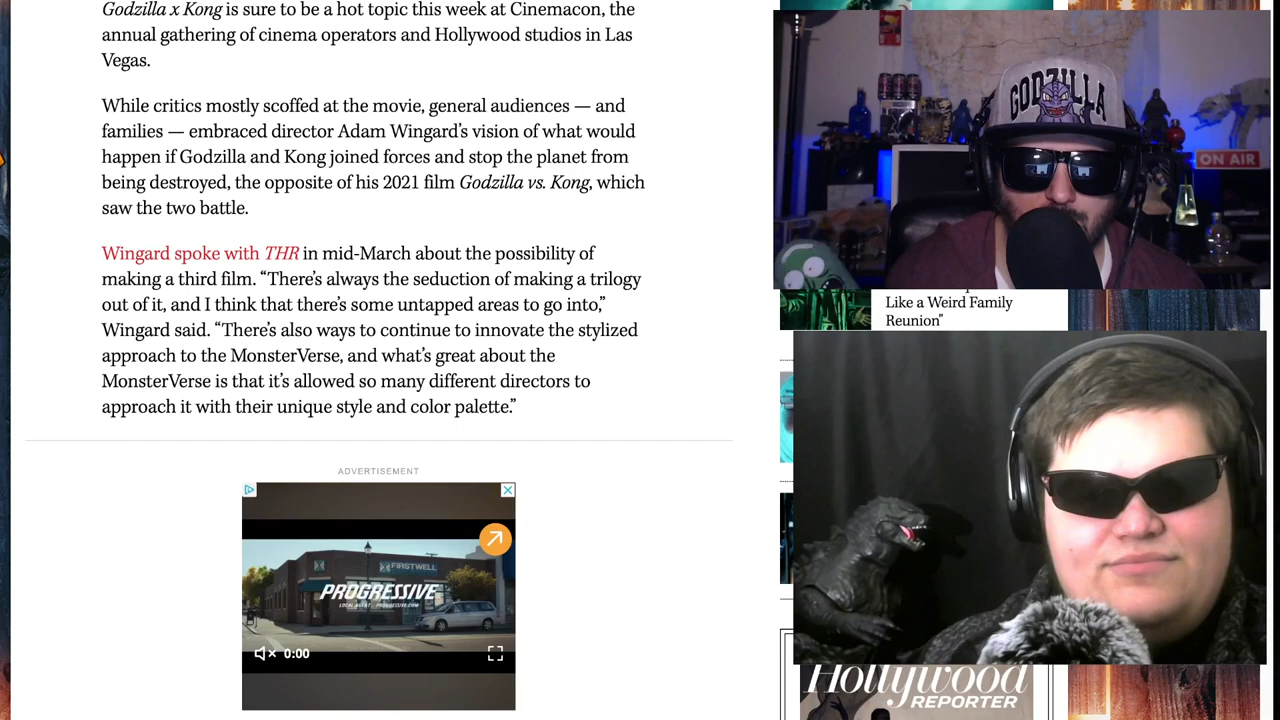 Godzilla x Kong is sure to be a hot topic this week at Cinemacon, the
annual gathering of cinema operators and Hollywood studios in Las
Vegas.
While critics mostly scoffed at the movie, general audiences — and
families — embraced director Adam Wingard’s vision of what would
happen if Godzilla and Kong joined forces and stop the planet from
being destroyed, the opposite of his 2021 film Godzilla vs. Kong, which
saw the two battle.
Wingard spoke with THR in mid-March about the possibility of
making a third film. “There’s always the seduction of making a trilogy
out of it, and I think that there’s some untapped areas to go into,”
Wingard said. “There’s also ways to continue to innovate the stylized
approach to the MonsterVerse, and what’s great about the
MonsterVerse is that it’s allowed so many different directors to
approach it with their unique style and color palette.”
ADVERTISEMENT
FIRSTWELL
PROGRESSIVE
LOCAL AGENT PROGRESSIVE.COM
0:00
GODZILLA
ON AIR
Like a Weird Family
Reunion”
Hollywood
REPORTER